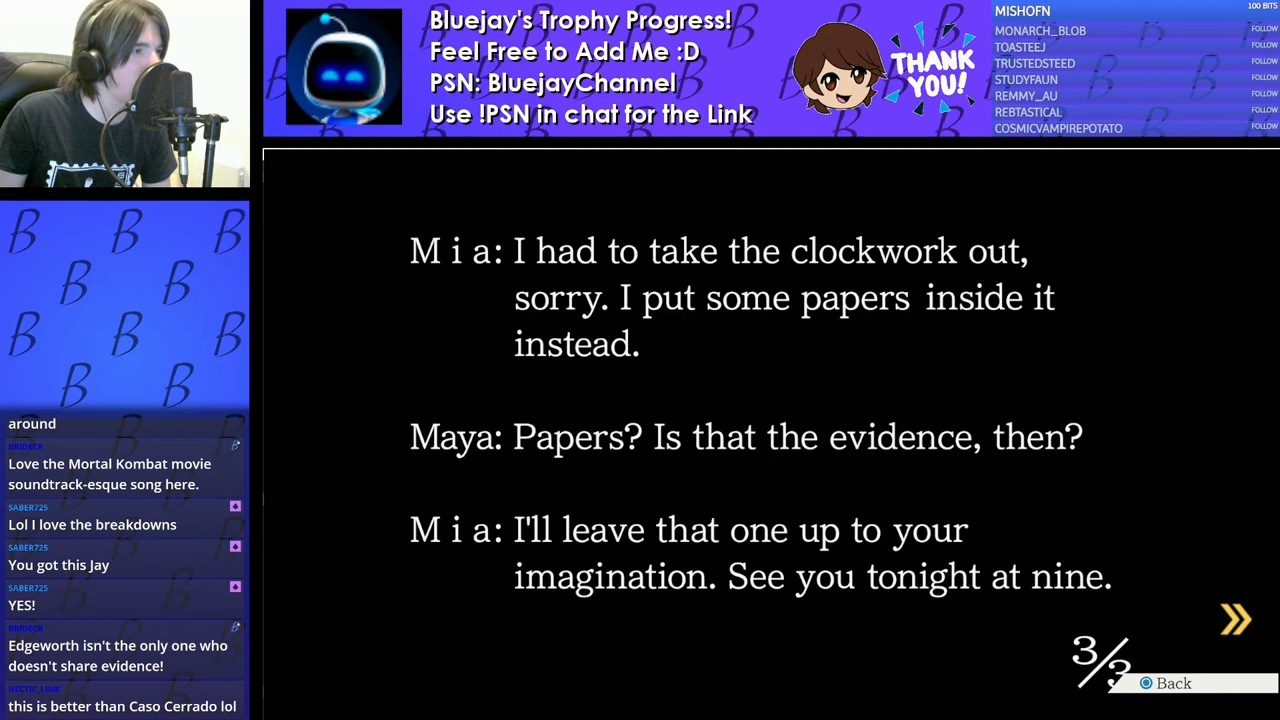 Bluejay's Trophy Progress!
Feel Free to Add Me :D
PSN: BluejayChannel
Use !PSN in chat for the Link
THANK
YOU!
MISHOFN 100 BITS
MONARCH_BLOB FOLLOW
TOASTEEJ FOLLOW
TRUSTEDSTEED FOLLOW
STUDYFAUN FOLLOW
REMMY_AU FOLLOW
REBTASTICAL FOLLOW
COSMICVAMPIREPOTATO FOLLOW
M i a: I had to take the clockwork out,
sorry. I put some papers inside it
instead.
Maya: Papers? Is that the evidence, then?
M i a: I'll leave that one up to your
imagination. See you tonight at nine.
3/3
Back
around
Love the Mortal Kombat movie
soundtrack-esque song here.
SABER725
Lol I love the breakdowns
SABER725
You got this Jay
SABER725
YES!
Edgeworth isn't the only one who
doesn't share evidence!
HECTIC_LINK
this is better than Caso Cerrado lol